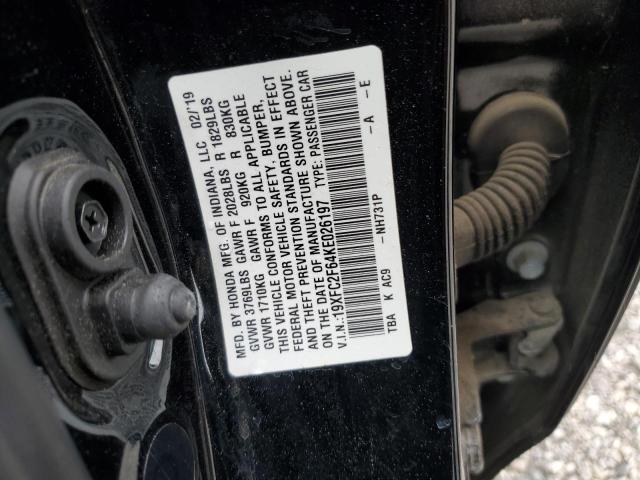 MFD. BY HONDA MFG. OF INDIANA, LLC 02/'19
GVWR 3769LBS GAWR F 2028LBS R 1829LBS
GVWR 1710KG GAWR F 920KG R 830KG
THIS VEHICLE CONFORMS TO ALL APPLICABLE
FEDERAL MOTOR VEHICLE SAFETY, BUMPER,
AND THEFT PREVENTION STANDARDS IN EFFECT
ON THE DATE OF MANUFACTURE SHOWN ABOVE.
V.I.N.:19XFC2F64KE026197 TYPE: PASSENGER CAR
NH731P -A -E
TBA K AC9